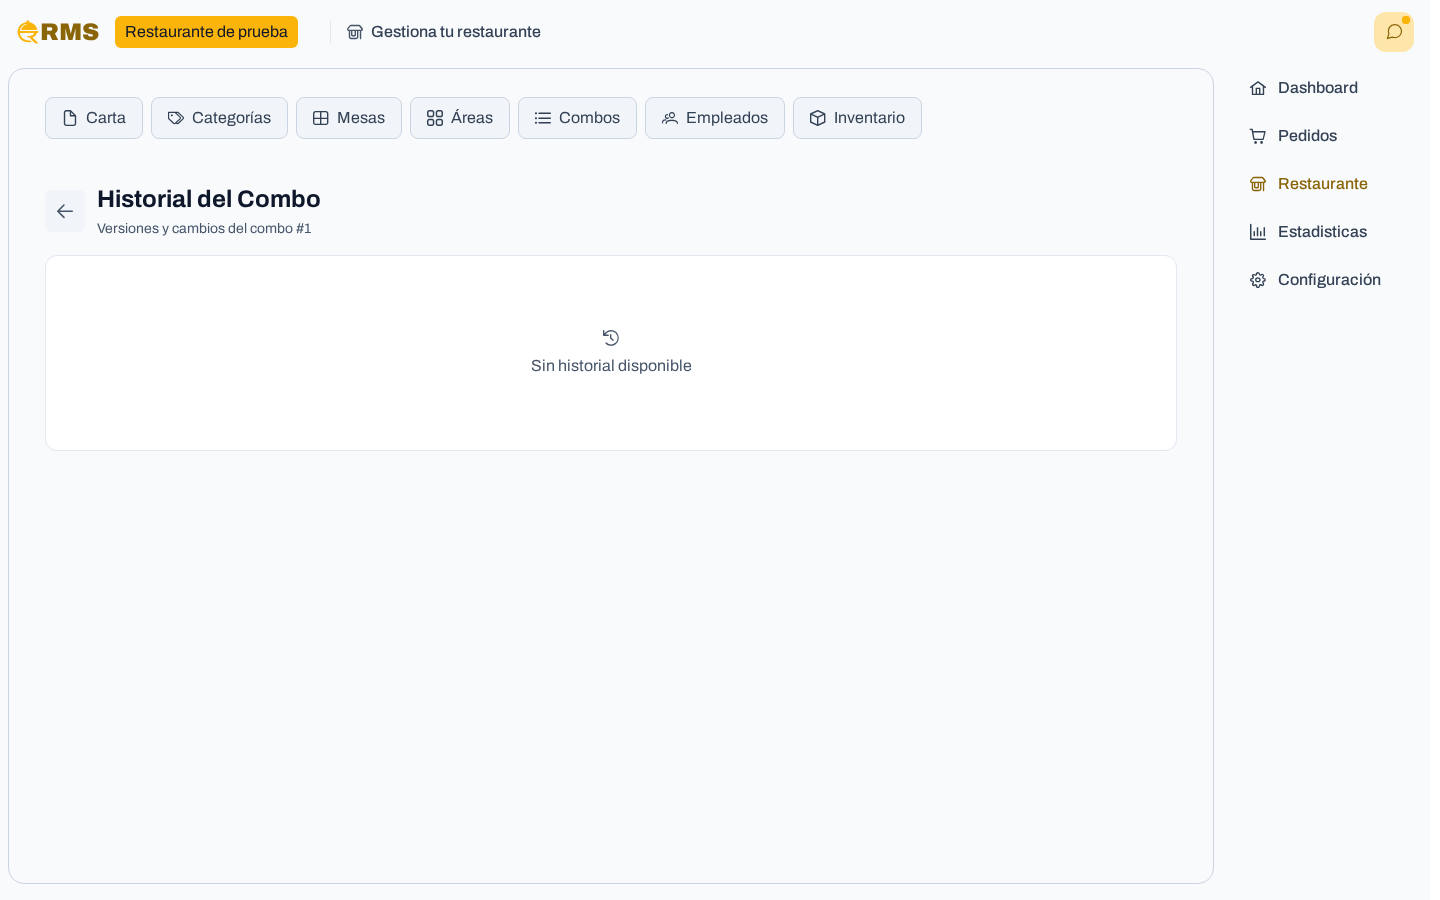 RMS
Restaurante de prueba
Gestiona tu restaurante
Carta
Categorías
Mesas
Áreas
Combos
Empleados
Inventario
Historial del Combo
Versiones y cambios del combo #1
Sin historial disponible
Dashboard
Pedidos
Restaurante
Estadisticas
Configuración